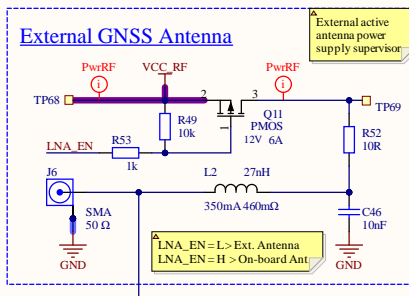 External GNSS Antenna
External active
antenna power
supply supervisor
PwrRF
VCC_RF
PwrRF
i
i
TP68
2
3
TP69
R49
10k
1
Q11
PMOS
12V 6A
R52
10R
LNA_EN
R53
1k
J6
L2
27nH
350mA 460mΩ
SMA
50 Ω
C46
10nF
GND
GND
LNA_EN = L > Ext. Antenna
LNA_EN = H > On-board Ant